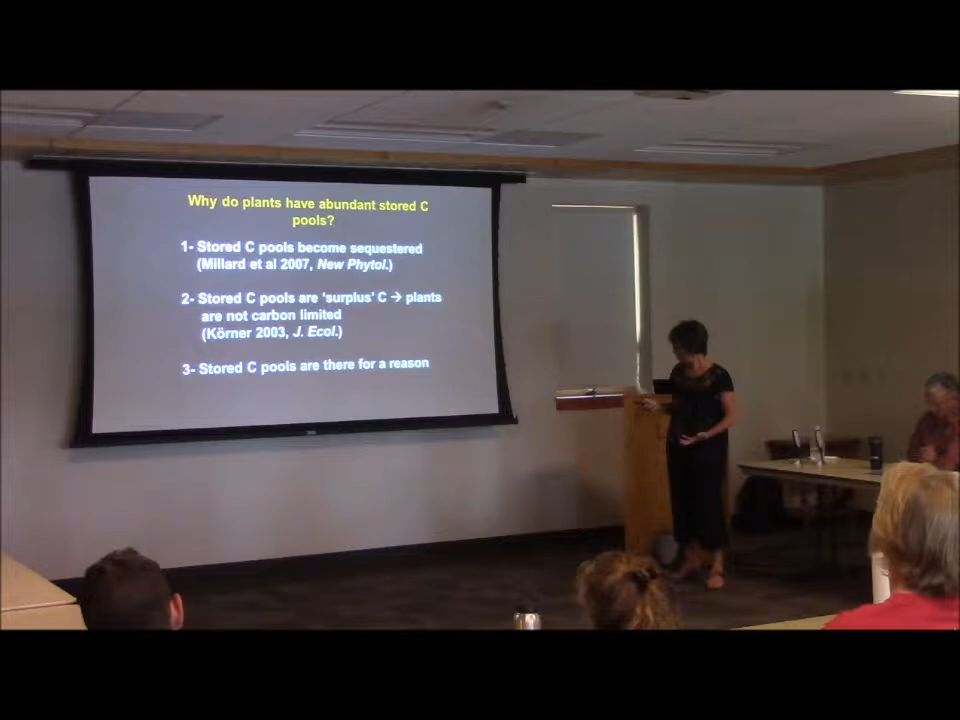 Why do plants have abundant stored C
pools?
1- Stored C pools become sequestered
(Millard et al 2007, New Phytol.)
2- Stored C pools are ‘surplus’ C → plants
are not carbon limited
(Körner 2003, J. Ecol.)
3- Stored C pools are there for a reason